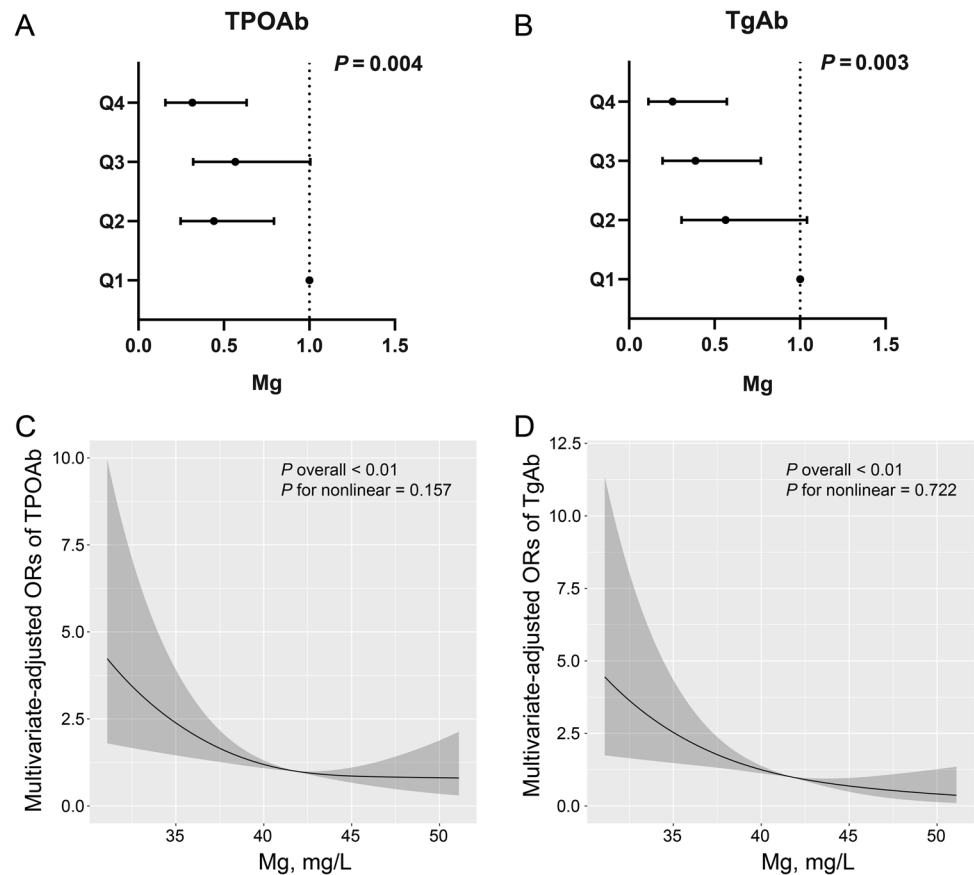 A
TPOAb
P = 0.004
Q4
Q3
Q2
Q1
0.0 0.5 1.0 1.5
Mg
B
TgAb
P = 0.003
Q4
Q3
Q2
Q1
0.0 0.5 1.0 1.5
Mg
C
Multivariate-adjusted ORs of TPOAb
10.0
7.5
5.0
2.5
0.0
P overall < 0.01
P for nonlinear = 0.157
35 40 45 50
Mg, mg/L
D
Multivariate-adjusted ORs of TgAb
12.5
10.0
7.5
5.0
2.5
0.0
P overall < 0.01
P for nonlinear = 0.722
35 40 45 50
Mg, mg/L